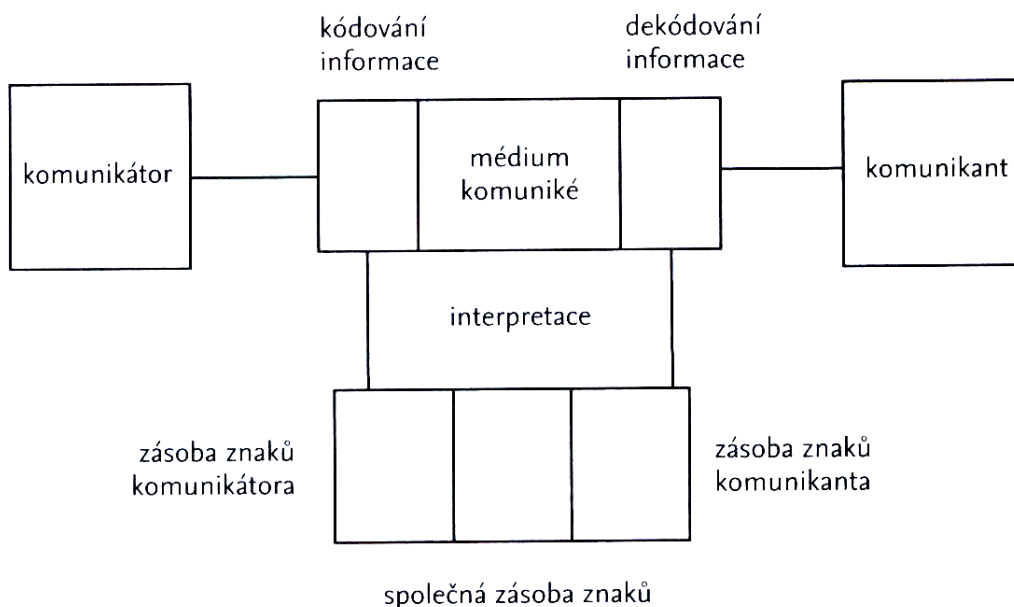 kódování
informace
dekódování
informace
komunikátor
médium
komuniké
komunikant
interpretace
zásoba znaků
komunikátora
zásoba znaků
komunikanta
společná zásoba znaků